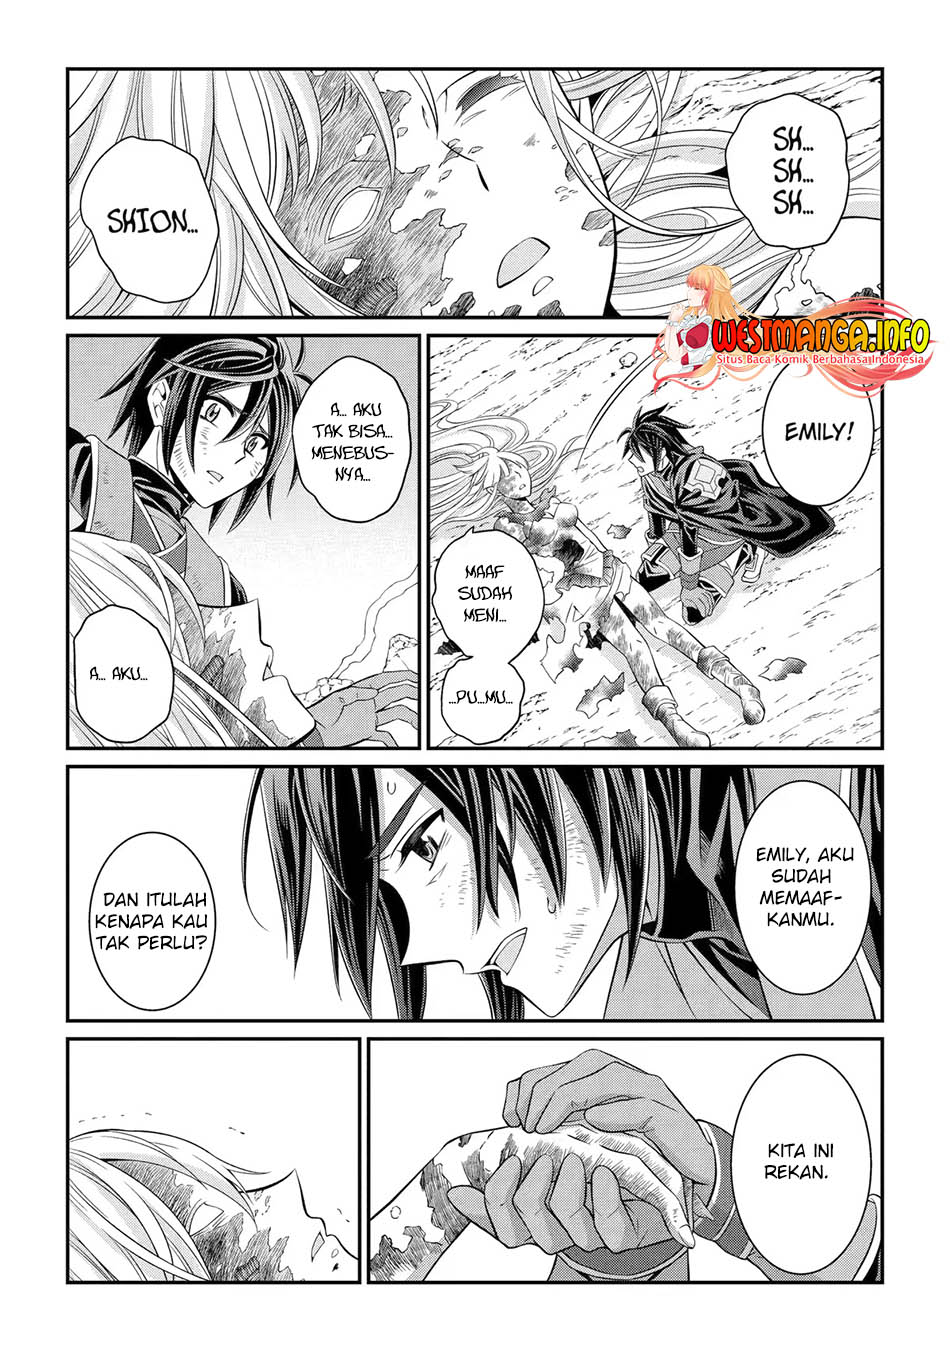 SH...
SH...
SH...
SHION...
WESTMANGA.INFO
SITUS BACA KOMIK BERBAHASA INDONESIA
EMILY!
MAAF
SUDAH
MENI...
...PU..MU...
A... AKU
TAK BISA...
MENEBUS-
NYA...
A... AKU...
EMILY, AKU
SUDAH
MEMAAF-
KANMU.
DAN ITULAH
KENAPA KAU
TAK PERLU?
KITA INI
REKAN.